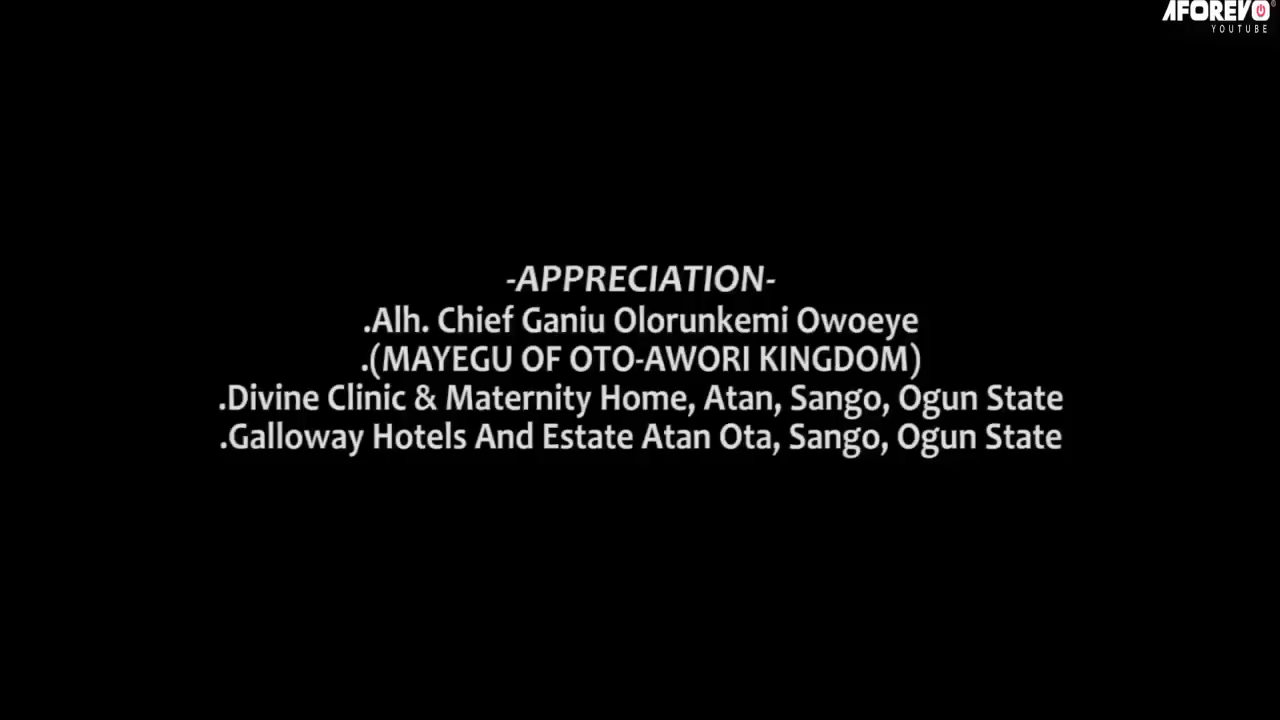 AFOREVO
YOUTUBE
-APPRECIATION-
.Alh. Chief Ganiu Olorunkemi Owoeye
.(MAYEGU OF OTO-AWORI KINGDOM)
.Divine Clinic & Maternity Home, Atan, Sango, Ogun State
.Galloway Hotels And Estate Atan Ota, Sango, Ogun State